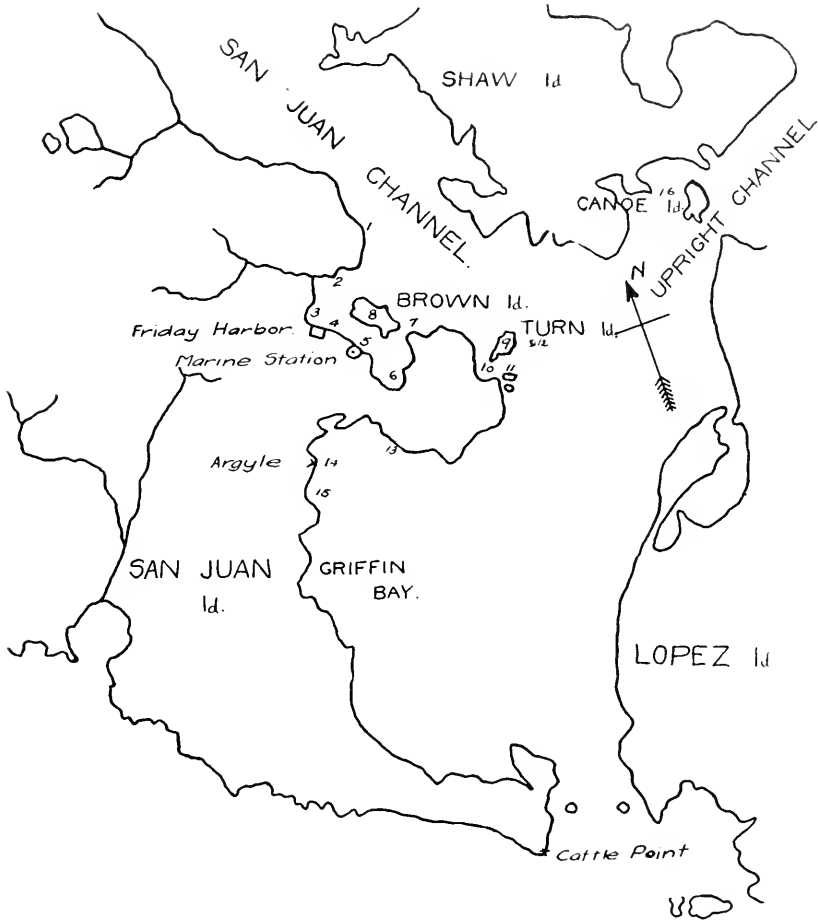 SAN JUAN CHANNEL.
SHAW Id
CANOE Id.
16
UPRIGHT CHANNEL
N
1
2
3
4
5
6
7
8
BROWN Id.
TURN Id.
9
10
11
Friday Harbor.
Marine Station
13
Argyle
14
15
SAN JUAN
Id.
GRIFFIN
BAY.
LOPEZ Id
Cattle Point